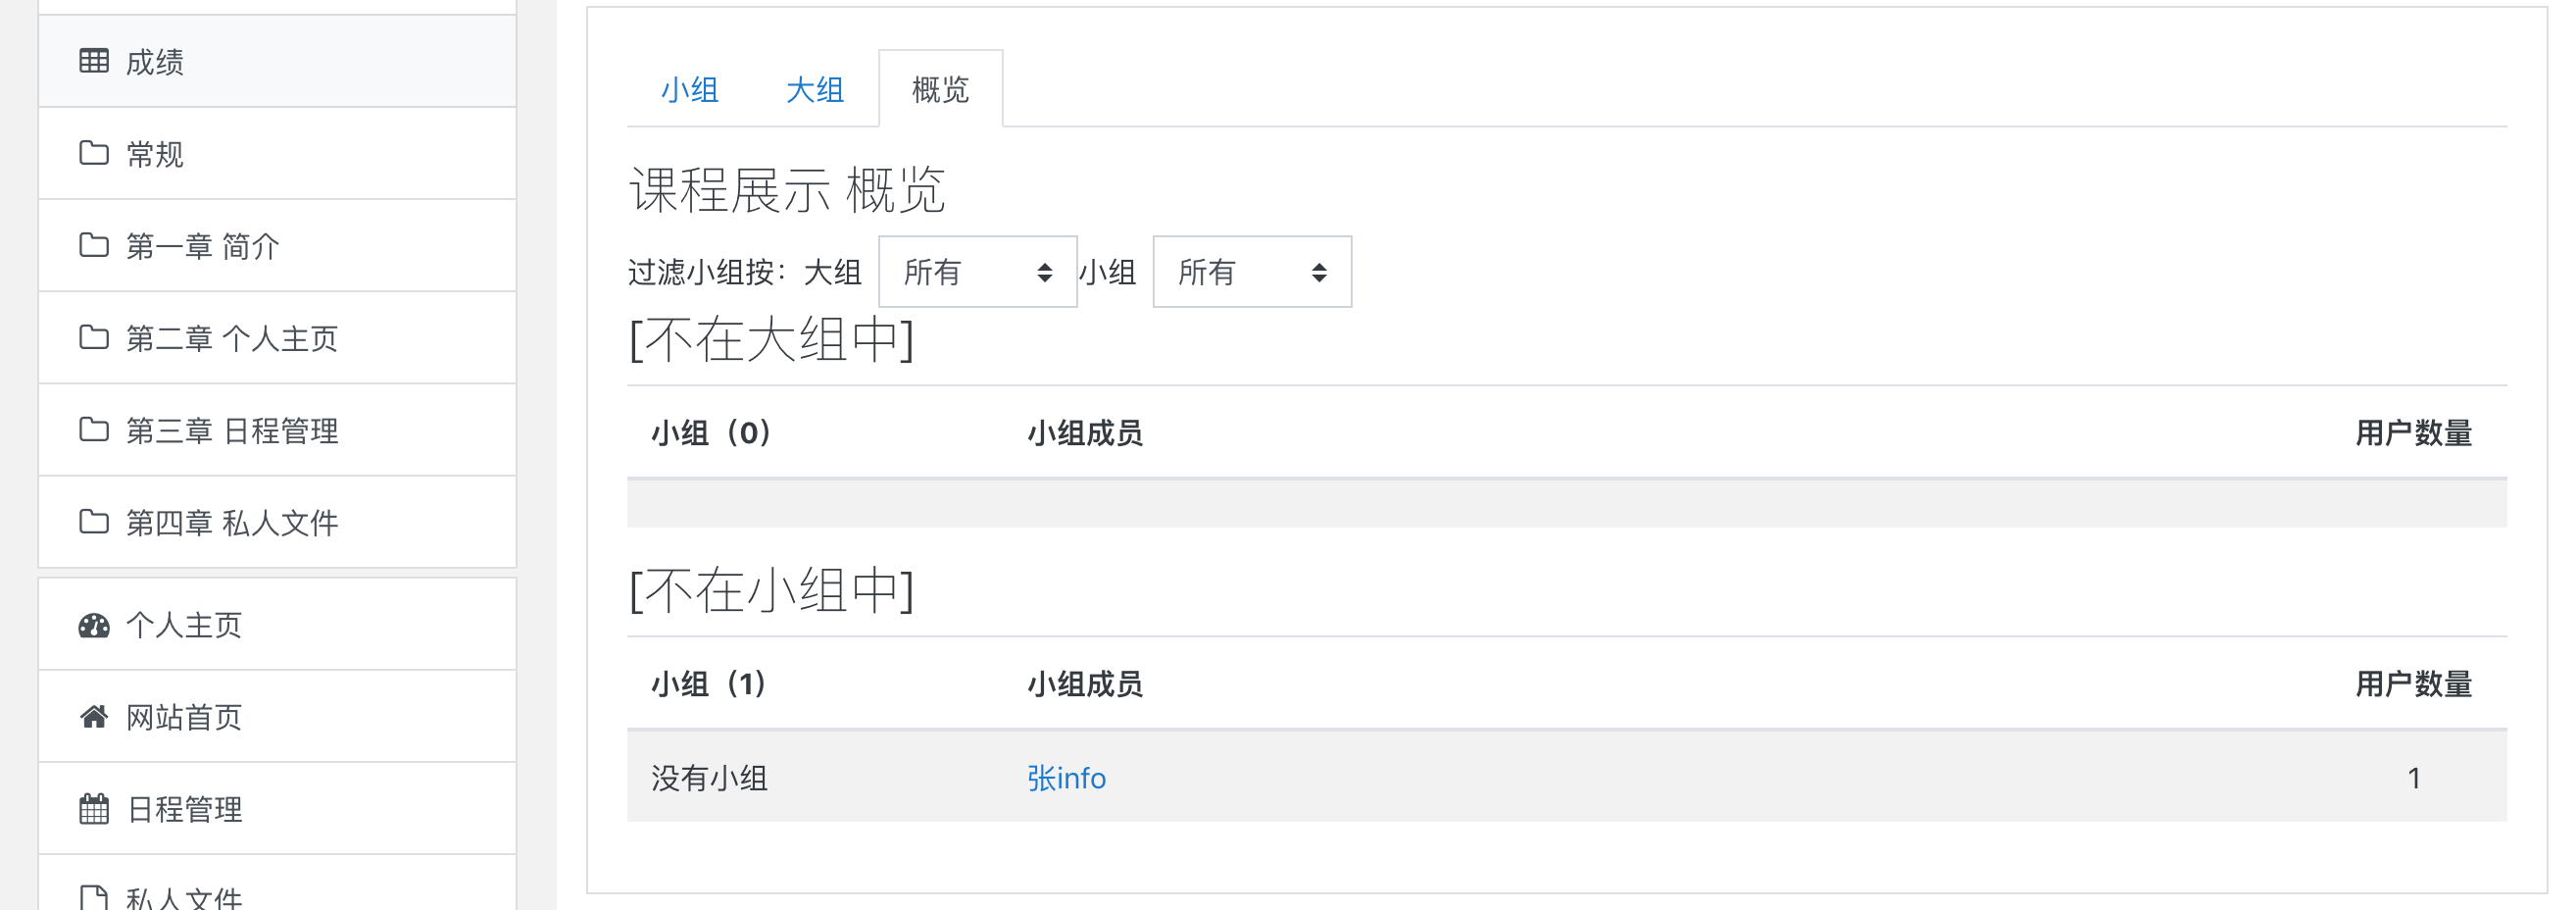 成绩
常规
第一章 简介
第二章 个人主页
第三章 日程管理
第四章 私人文件
个人主页
网站首页
日程管理
私人文件
小组 大组 概览
课程展示 概览
过滤小组按：大组 所有 小组 所有
[不在大组中]
小组（0） 小组成员 用户数量
[不在小组中]
小组（1） 小组成员 用户数量
没有小组 张info 1